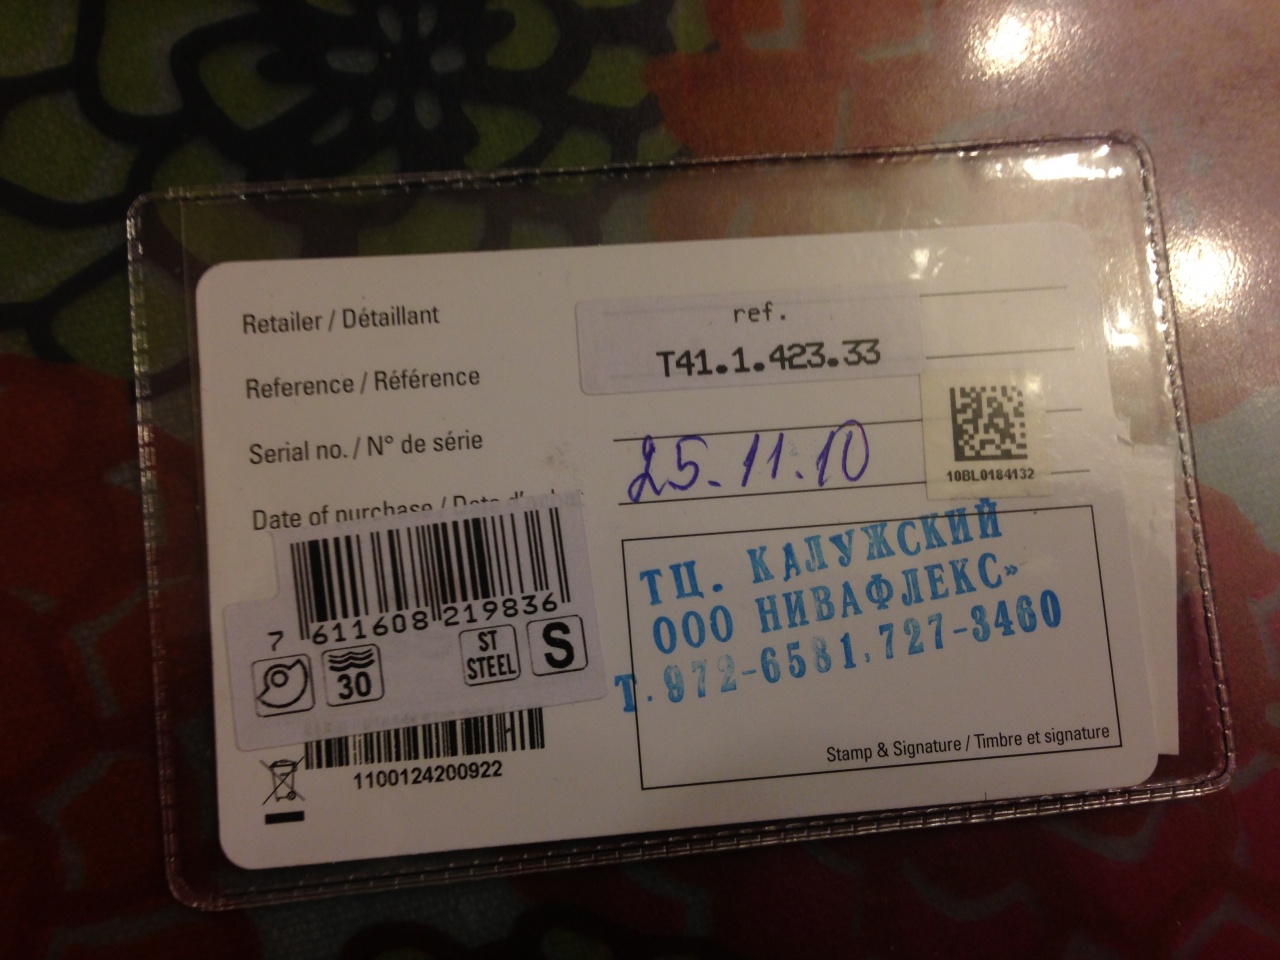 Retailer / Détaillant
ref.
T41.1.423.33
Reference / Référence
Serial no. / N° de série
25.11.10
10BL0184132
Date of purchase / Date d'achat
7 611608 219836
30
ST
STEEL
S
1100124200922
ТЦ. КАЛУЖСКИЙ
ООО НИВАФЛЕКС»
Т. 972-6581, 727-3460
Stamp & Signature / Timbre et signature